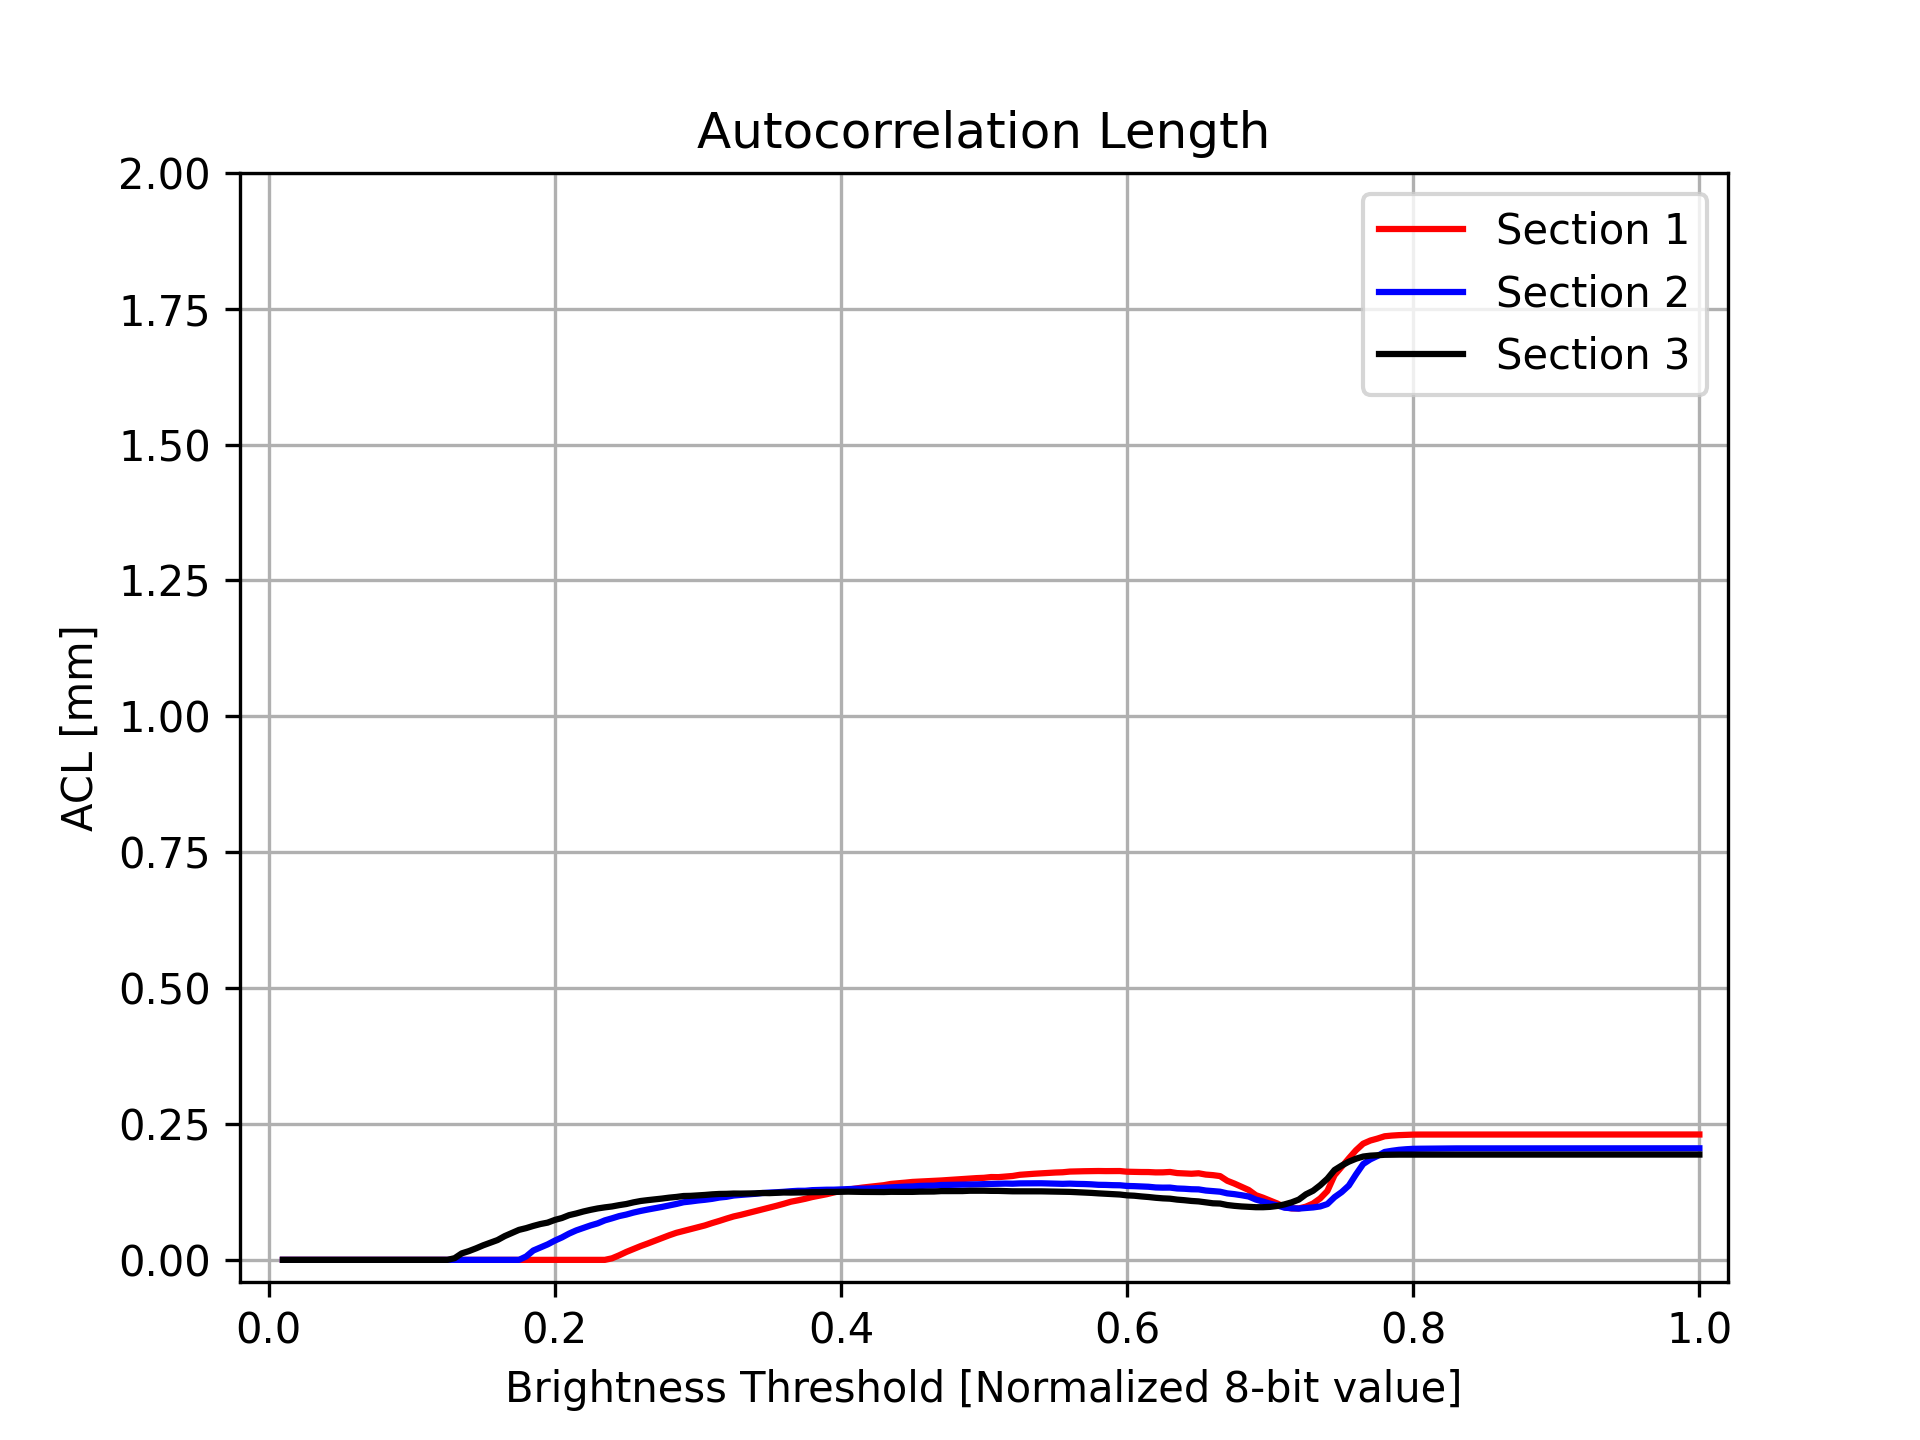 Autocorrelation Length
2.00
1.75
1.50
1.25
1.00
0.75
0.50
0.25
0.00
ACL [mm]
Section 1
Section 2
Section 3
0.0 0.2 0.4 0.6 0.8 1.0
Brightness Threshold [Normalized 8-bit value]